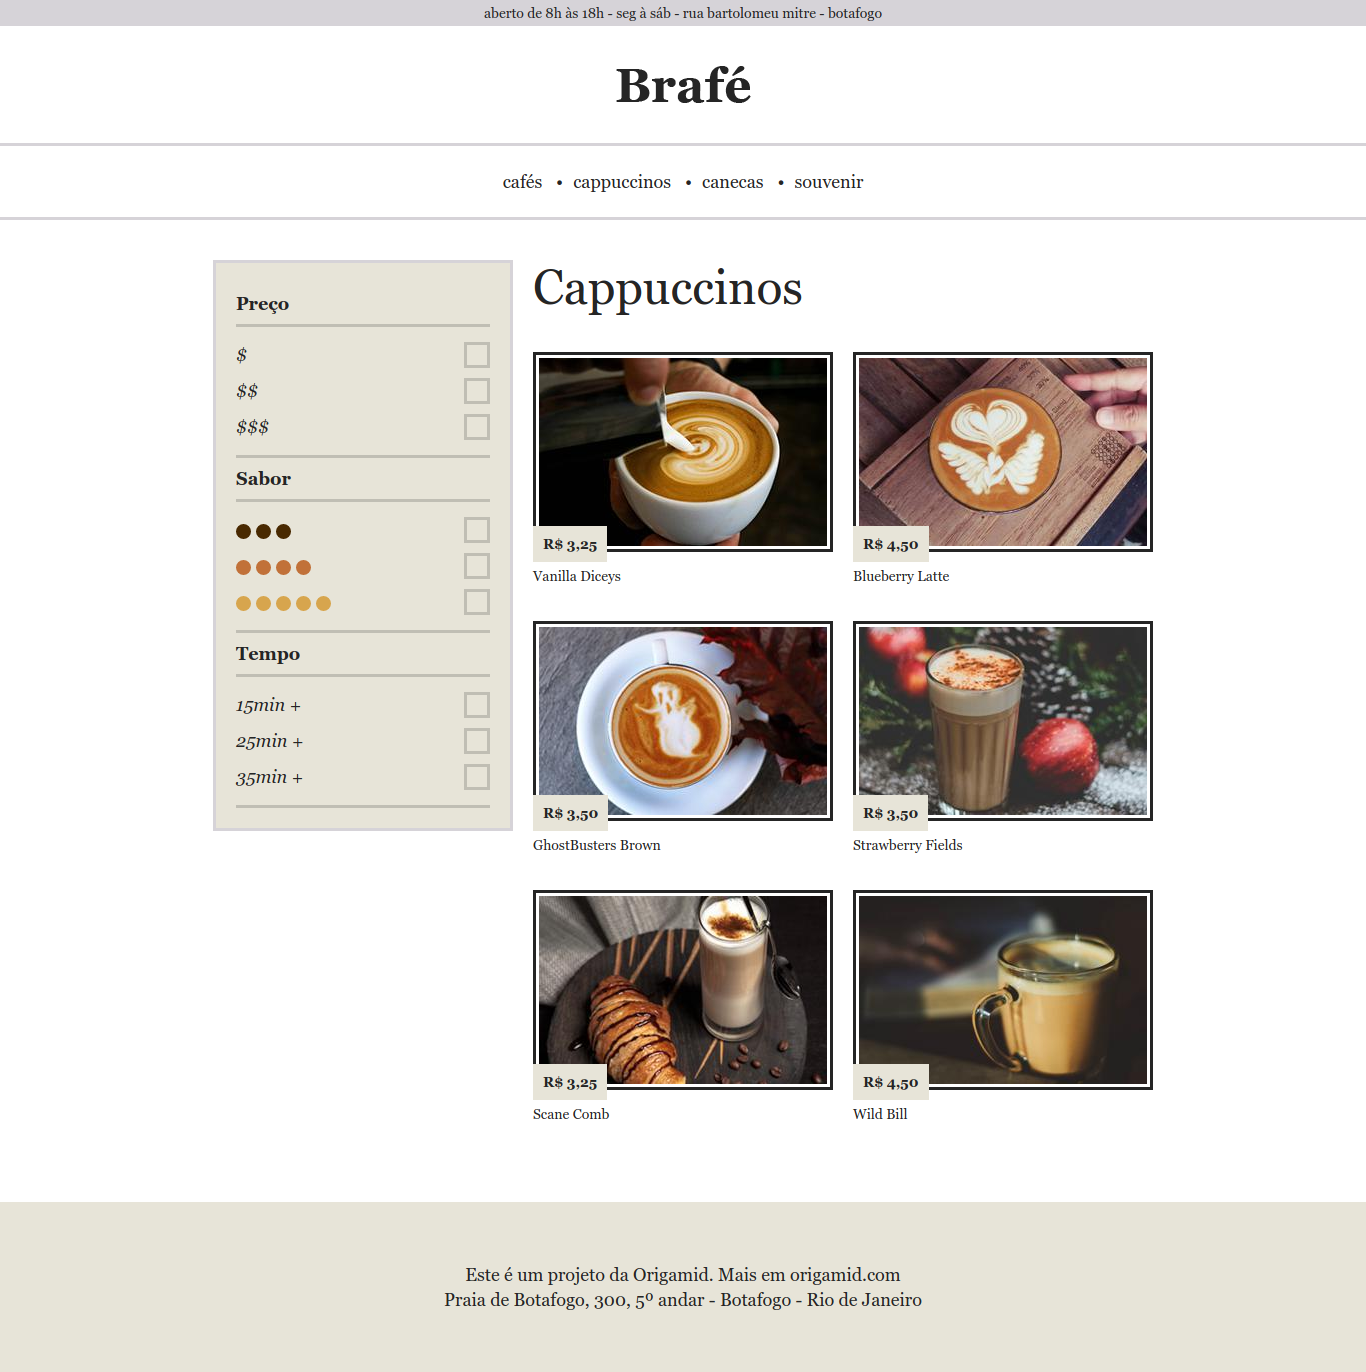 aberto de 8h às 18h - seg à sáb - rua bartolomeu mitre - botafogo
Brafé
cafés • cappuccinos • canecas • souvenir
Preço
$
$$
$$$
Sabor
Tempo
15min +
25min +
35min +
Cappuccinos
R$ 3,25
Vanilla Diceys
R$ 4,50
Blueberry Latte
R$ 3,50
GhostBusters Brown
R$ 3,50
Strawberry Fields
R$ 3,25
Scane Comb
R$ 4,50
Wild Bill
Este é um projeto da Origamid. Mais em origamid.com
Praia de Botafogo, 300, 5º andar - Botafogo - Rio de Janeiro